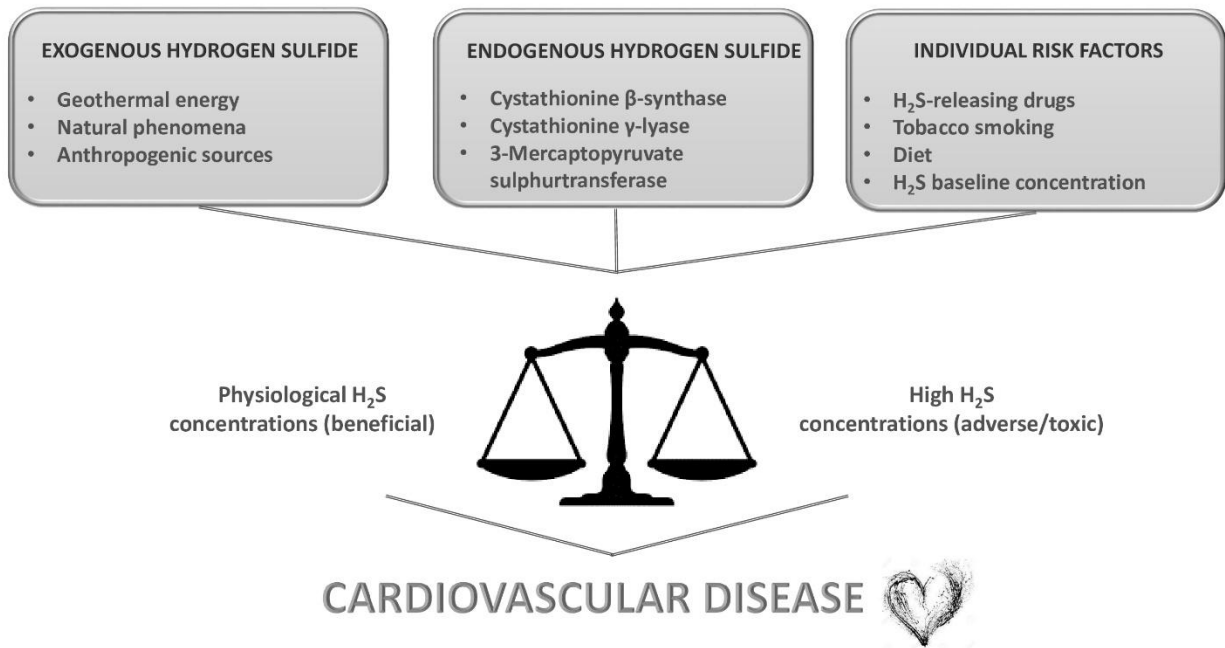 EXOGENOUS HYDROGEN SULFIDE
• Geothermal energy
• Natural phenomena
• Anthropogenic sources
ENDOGENOUS HYDROGEN SULFIDE
• Cystathionine β-synthase
• Cystathionine γ-lyase
• 3-Mercaptopyruvate
sulphurtransferase
INDIVIDUAL RISK FACTORS
• H₂S-releasing drugs
• Tobacco smoking
• Diet
• H₂S baseline concentration
Physiological H₂S
concentrations (beneficial)
High H₂S
concentrations (adverse/toxic)
CARDIOVASCULAR DISEASE